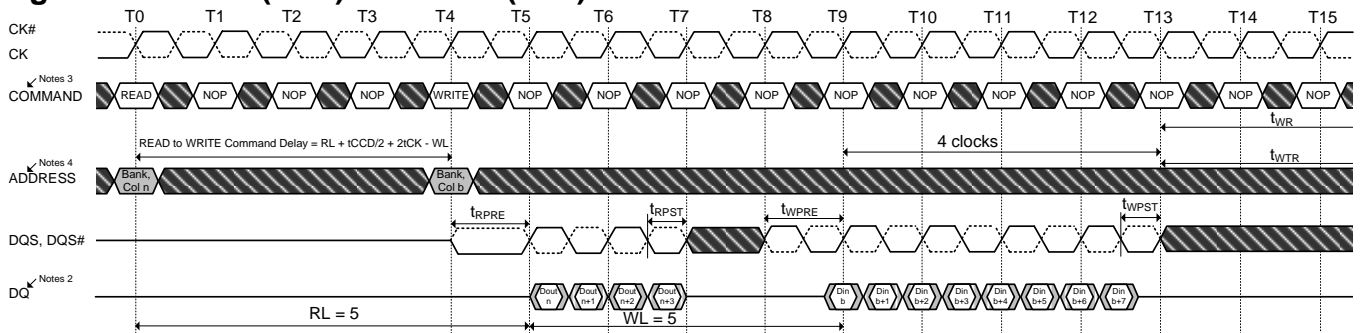 T0 T1 T2 T3 T4 T5 T6 T7 T8 T9 T10 T11 T12 T13 T14 T15
CK#
CK
Notes 3
COMMAND READ NOP NOP NOP WRITE NOP NOP NOP NOP NOP NOP NOP NOP NOP NOP NOP
tWR
READ to WRITE Command Delay = RL + tCCD/2 + 2tCK - WL
4 clocks
Notes 4
tWTR
ADDRESS Bank, Col n Bank, Col b
tRPRE tRPST tWPRE tWPST
DQS, DQS#
Notes 2
DQ Dout n Dout n+1 Dout n+2 Dout n+3 Din b Din b+1 Din b+2 Din b+3 Din b+4 Din b+5 Din b+6 Din b+7
RL = 5 WL = 5